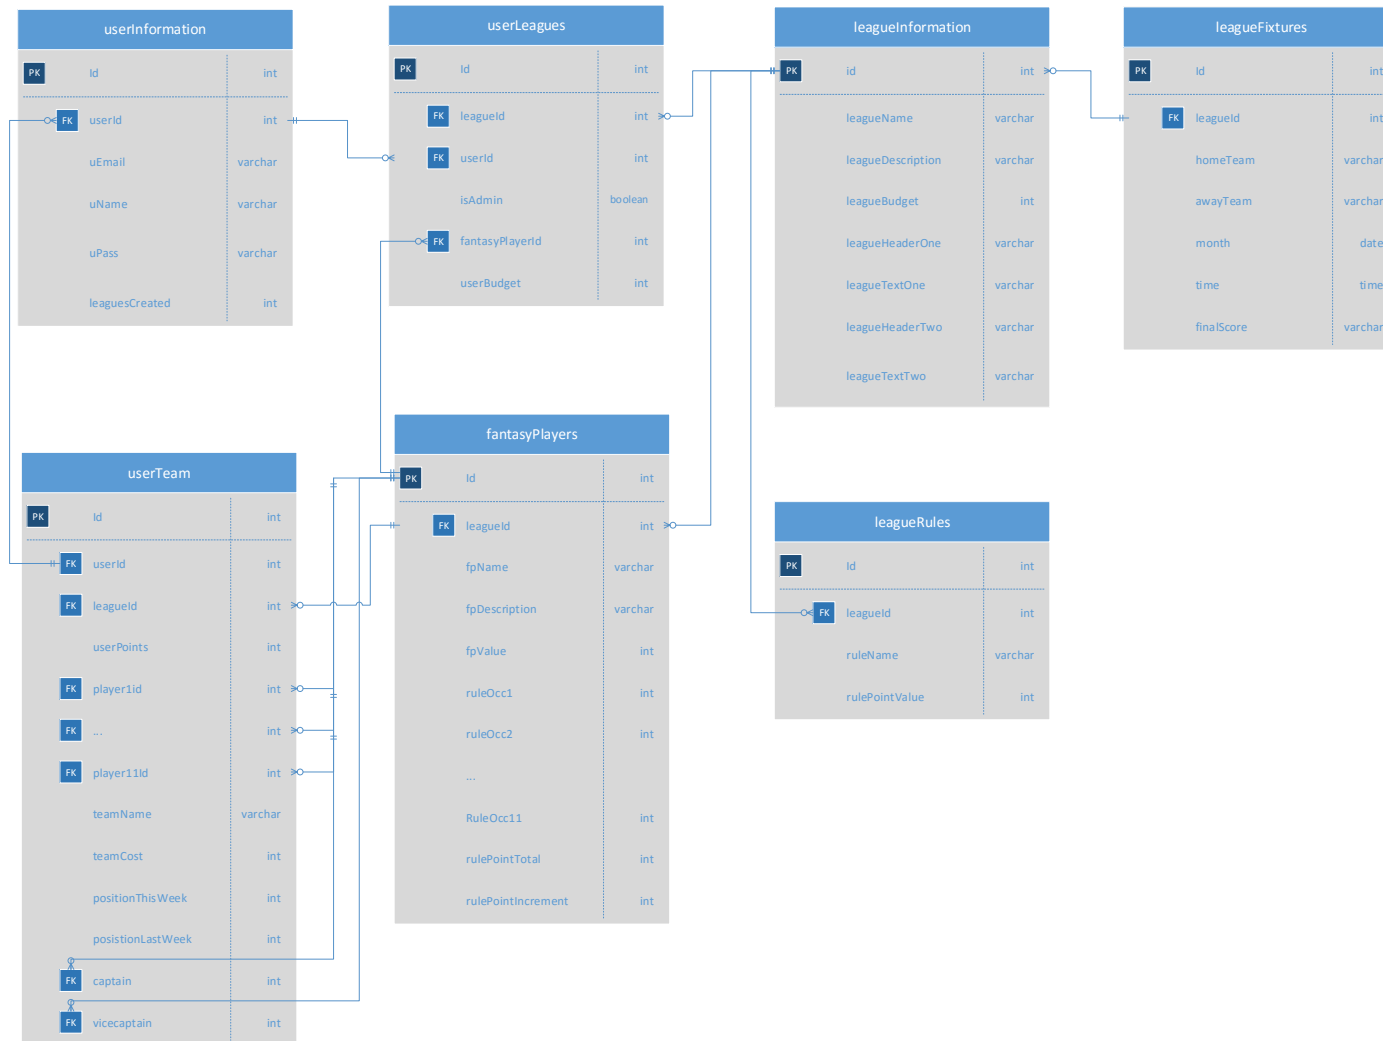 userInformation
PK Id int
FK userId int
uEmail varchar
uName varchar
uPass varchar
leaguesCreated int
userLeagues
PK Id int
FK leagueId int
FK userId int
isAdmin boolean
FK fantasyPlayerId int
userBudget int
leagueInformation
PK id int
leagueName varchar
leagueDescription varchar
leagueBudget int
leagueHeaderOne varchar
leagueTextOne varchar
leagueHeaderTwo varchar
leagueTextTwo varchar
leagueFixtures
PK Id int
FK leagueId int
homeTeam varchar
awayTeam varchar
month date
time time
finalScore varchar
userTeam
PK Id int
FK userId int
FK leagueId int
userPoints int
FK player1id int
FK ... int
FK player11Id int
teamName varchar
teamCost int
positionThisWeek int
posistionLastWeek int
FK captain int
FK vicecaptain int
fantasyPlayers
PK Id int
FK leagueId int
fpName varchar
fpDescription varchar
fpValue int
ruleOcc1 int
ruleOcc2 int
...
RuleOcc11 int
rulePointTotal int
rulePointIncrement int
leagueRules
PK Id int
FK leagueId int
ruleName varchar
rulePointValue int